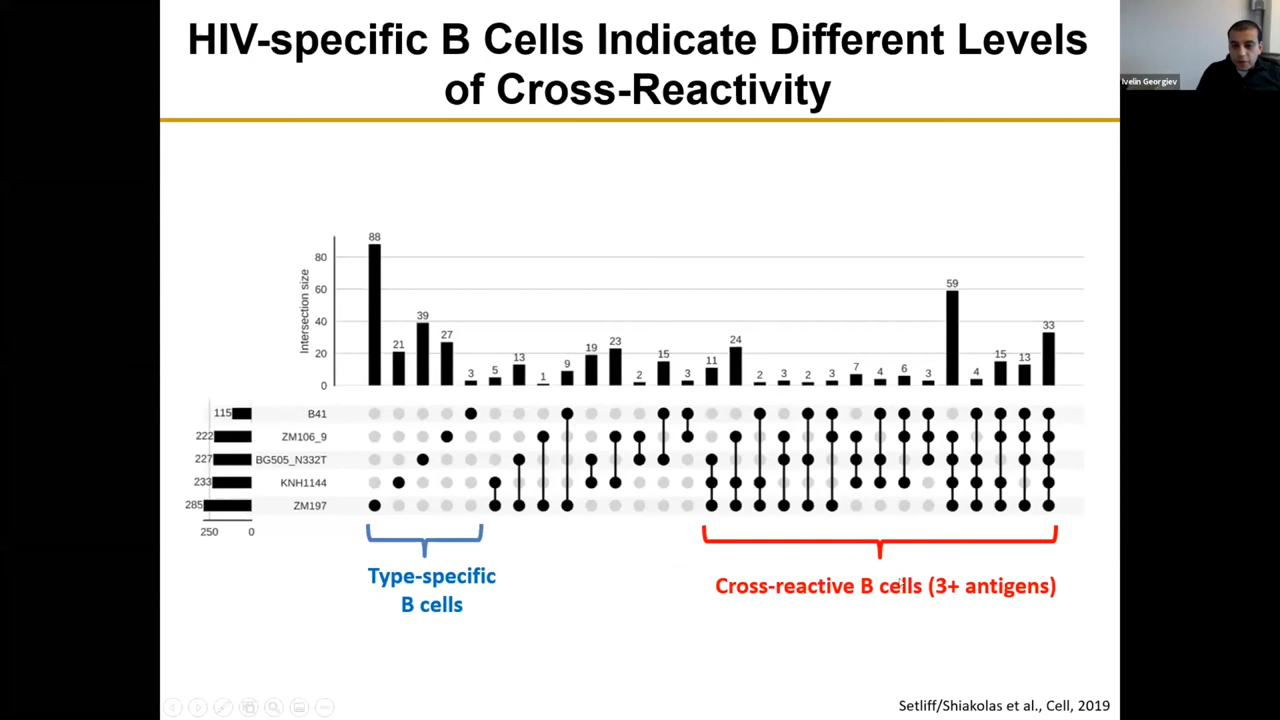 HIV-specific B Cells Indicate Different Levels
of Cross-Reactivity
Ivelin Georgiev
Intersection size
80
60
40
20
0
88 21 39 27 3 5 13 1 9 19 23 2 15 3 11 24 2 3 2 3 7 4 6 3 59 4 15 13 33
115 B41
222 ZM106_9
227 BG505_N332T
233 KNH1144
285 ZM197
250 0
Type-specific
B cells
Cross-reactive B cells (3+ antigens)
Setliff/Shiakolas et al., Cell, 2019